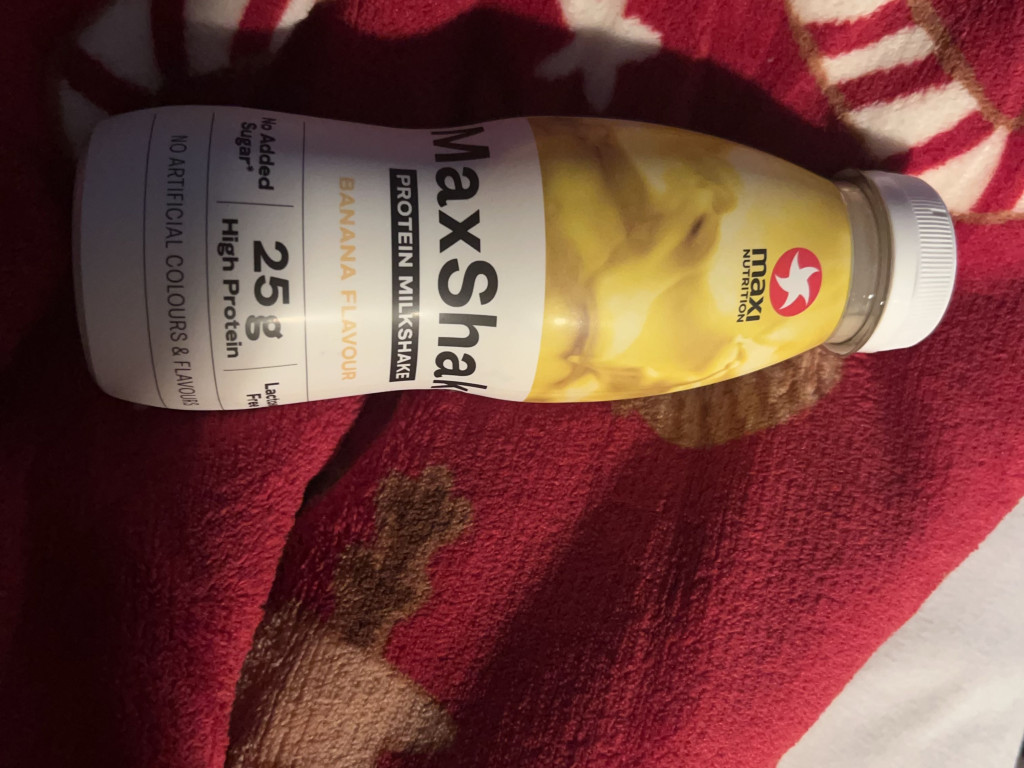 maxi
NUTRITION
MaxShak
PROTEIN MILKSHAKE
BANANA FLAVOUR
No Added
Sugar*
25g
High Protein
NO ARTIFICIAL COLOURS & FLAVOURS